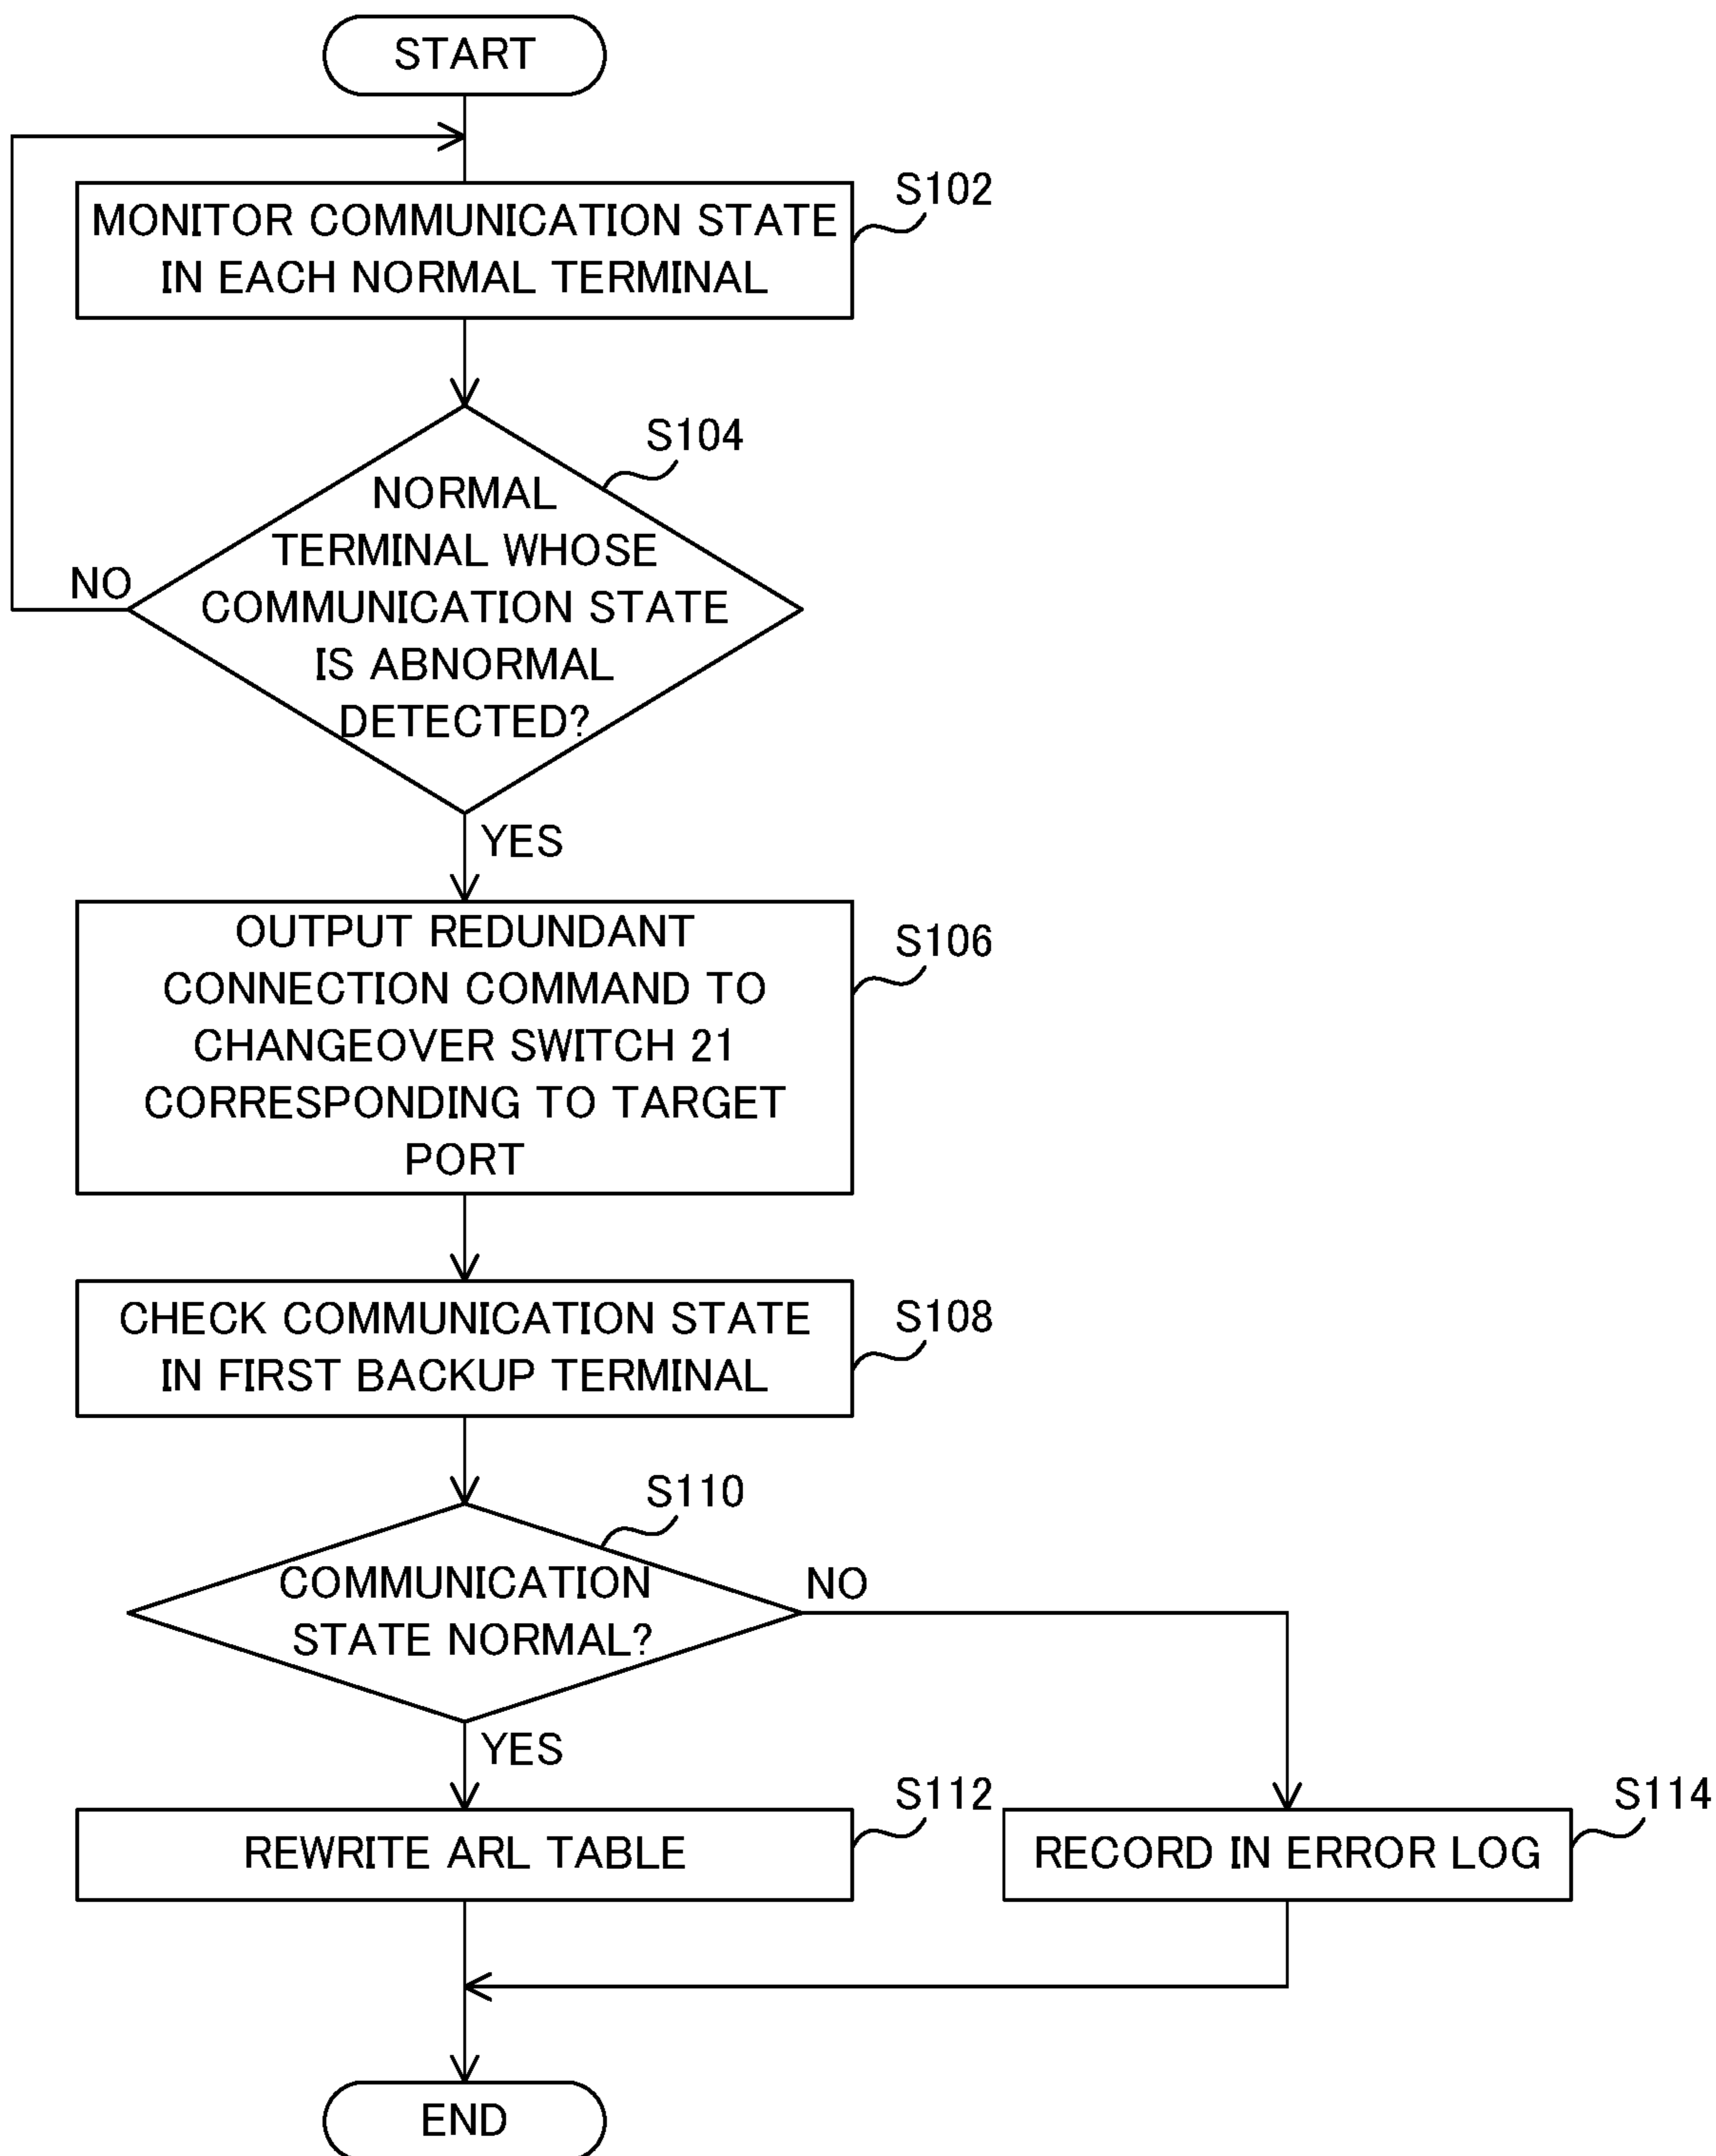 START
S102
MONITOR COMMUNICATION STATE
IN EACH NORMAL TERMINAL
S104
NORMAL
TERMINAL WHOSE
COMMUNICATION STATE
IS ABNORMAL
DETECTED?
NO
YES
S106
OUTPUT REDUNDANT
CONNECTION COMMAND TO
CHANGEOVER SWITCH 21
CORRESPONDING TO TARGET
PORT
S108
CHECK COMMUNICATION STATE
IN FIRST BACKUP TERMINAL
S110
COMMUNICATION
STATE NORMAL?
NO
YES
S112
REWRITE ARL TABLE
S114
RECORD IN ERROR LOG
END